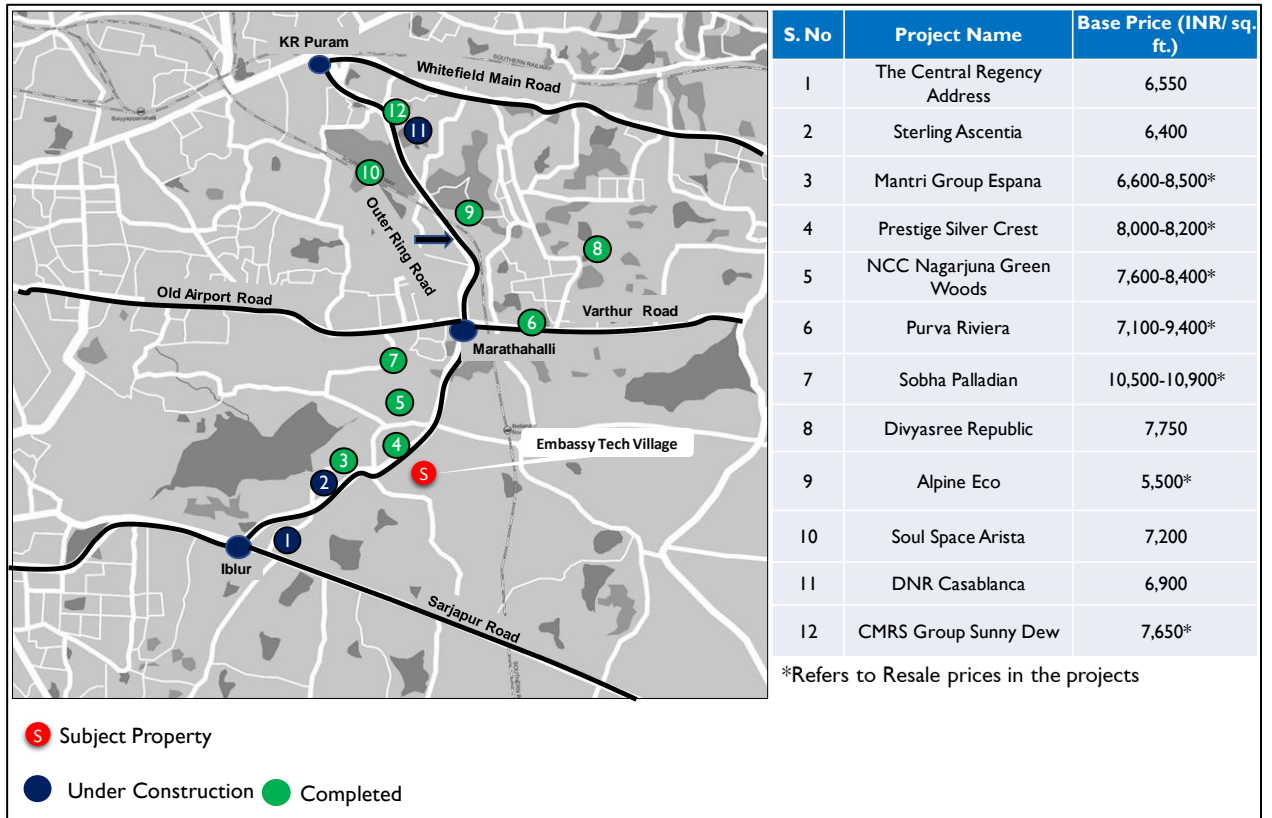 KR Puram
SOUTHERN RAILWAY
Whitefield Main Road
Baiyyappanahalli
12
11
10
9
Outer Ring Road
8
Old Airport Road
Varthur Road
6
Marathahalli
7
5
4
Embassy Tech Village
3
S
2
1
Iblur
Sarjapur Road
S. No Project Name Base Price (INR/ sq.
ft.)
1 The Central Regency
Address 6,550
2 Sterling Ascentia 6,400
3 Mantri Group Espana 6,600-8,500*
4 Prestige Silver Crest 8,000-8,200*
5 NCC Nagarjuna Green
Woods 7,600-8,400*
6 Purva Riviera 7,100-9,400*
7 Sobha Palladian 10,500-10,900*
8 Divyasree Republic 7,750
9 Alpine Eco 5,500*
10 Soul Space Arista 7,200
11 DNR Casablanca 6,900
12 CMRS Group Sunny Dew 7,650*
*Refers to Resale prices in the projects
S Subject Property
Under Construction Completed